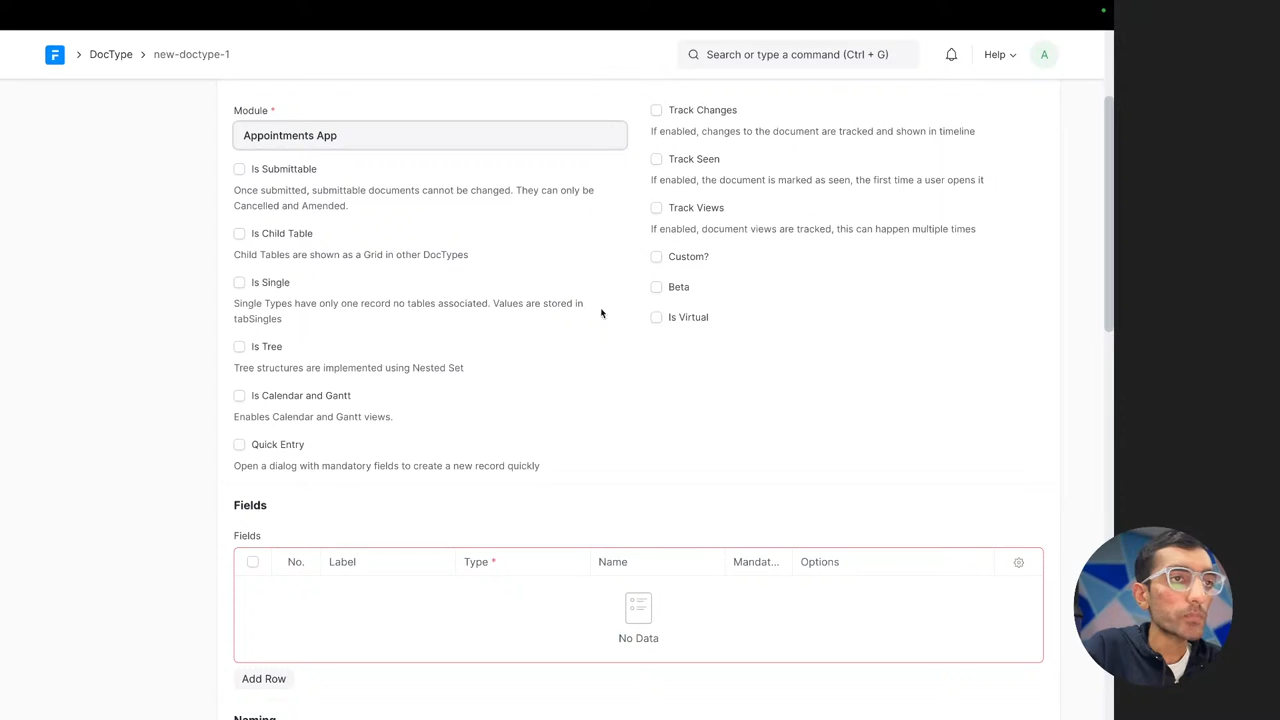 DocType
new-doctype-1
Search or type a command (Ctrl + G)
Help
A
Module *
Appointments App
Is Submittable
Once submitted, submittable documents cannot be changed. They can only be
Cancelled and Amended.
Is Child Table
Child Tables are shown as a Grid in other DocTypes
Is Single
Single Types have only one record no tables associated. Values are stored in
tabSingles
Is Tree
Tree structures are implemented using Nested Set
Is Calendar and Gantt
Enables Calendar and Gantt views.
Quick Entry
Open a dialog with mandatory fields to create a new record quickly
Track Changes
If enabled, changes to the document are tracked and shown in timeline
Track Seen
If enabled, the document is marked as seen, the first time a user opens it
Track Views
If enabled, document views are tracked, this can happen multiple times
Custom?
Beta
Is Virtual
Fields
Fields
No. Label Type * Name Mandat... Options
No Data
Add Row
Naming